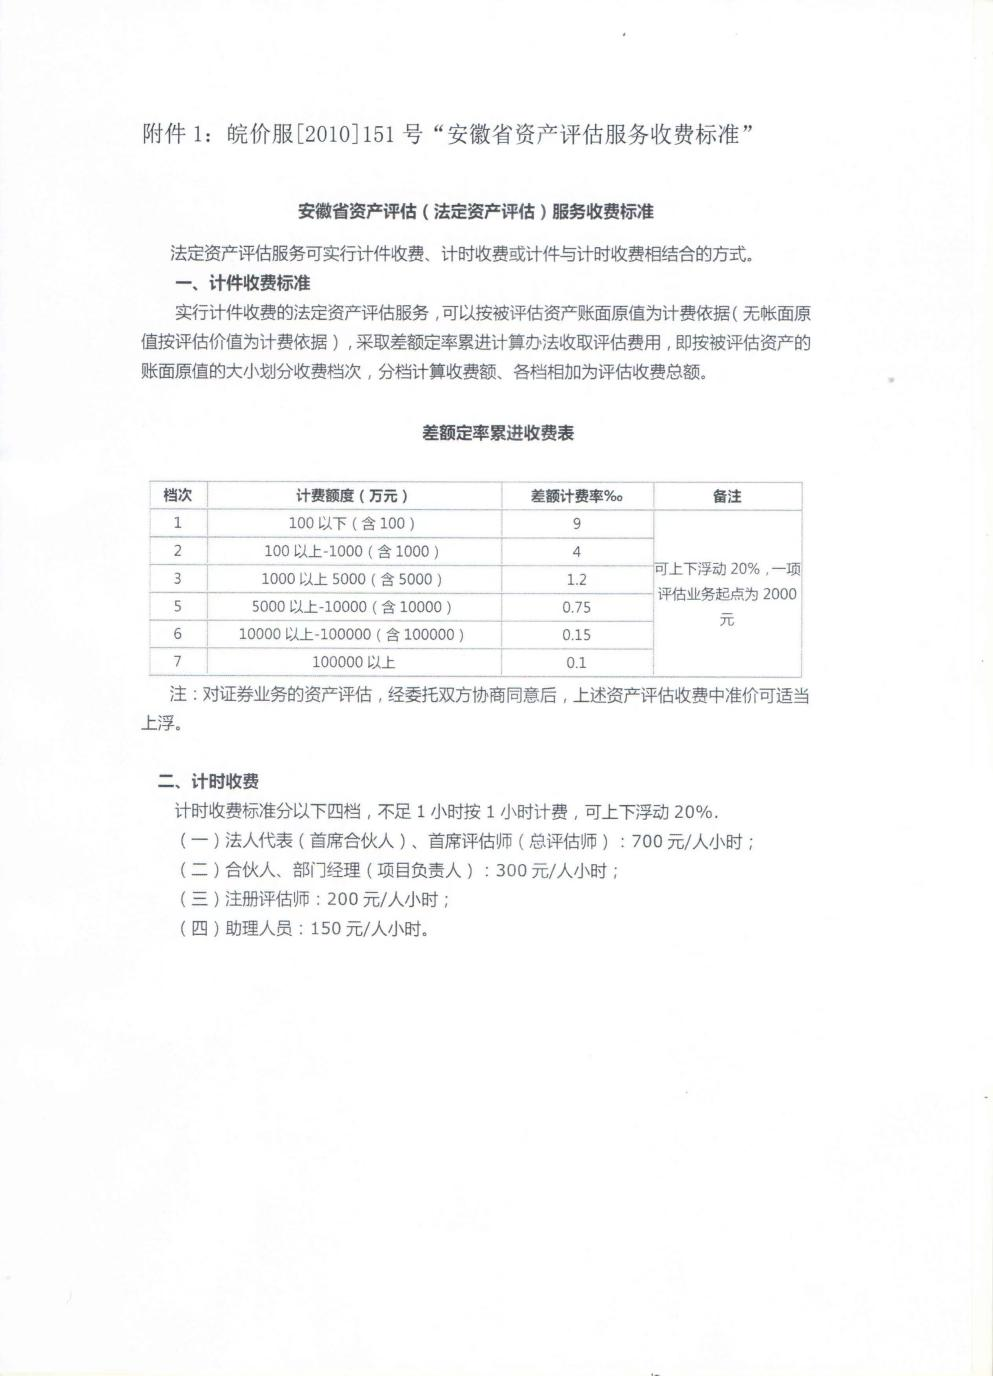 附件 1：皖价服[2010]151 号“安徽省资产评估服务收费标准”
安徽省资产评估（法定资产评估）服务收费标准
法定资产评估服务可实行计件收费、计时收费或计件与计时收费相结合的方式。
一、计件收费标准
实行计件收费的法定资产评估服务，可以按被评估资产账面原值为计费依据（无帐面原
值按评估价值为计费依据），采取差额定率累进计算办法收取评估费用，即按被评估资产的
账面原值的大小划分收费档次，分档计算收费额、各档相加为评估收费总额。
差额定率累进收费表
档次 计费额度（万元） 差额计费率‰ 备注
1 100 以下（含 100） 9
2 100 以上-1000（含 1000） 4
3 1000 以上 5000（含 5000） 1.2
5 5000 以上-10000（含 10000） 0.75
6 10000 以上-100000（含 100000） 0.15
7 100000 以上 0.1
可上下浮动 20%，一项
评估业务起点为 2000
元
注：对证券业务的资产评估，经委托双方协商同意后，上述资产评估收费中准价可适当
上浮。
二、计时收费
计时收费标准分以下四档，不足 1 小时按 1 小时计费，可上下浮动 20%.
（一）法人代表（首席合伙人）、首席评估师（总评估师）：700 元/人小时；
（二）合伙人、部门经理（项目负责人）：300 元/人小时；
（三）注册评估师：200 元/人小时；
（四）助理人员：150 元/人小时。